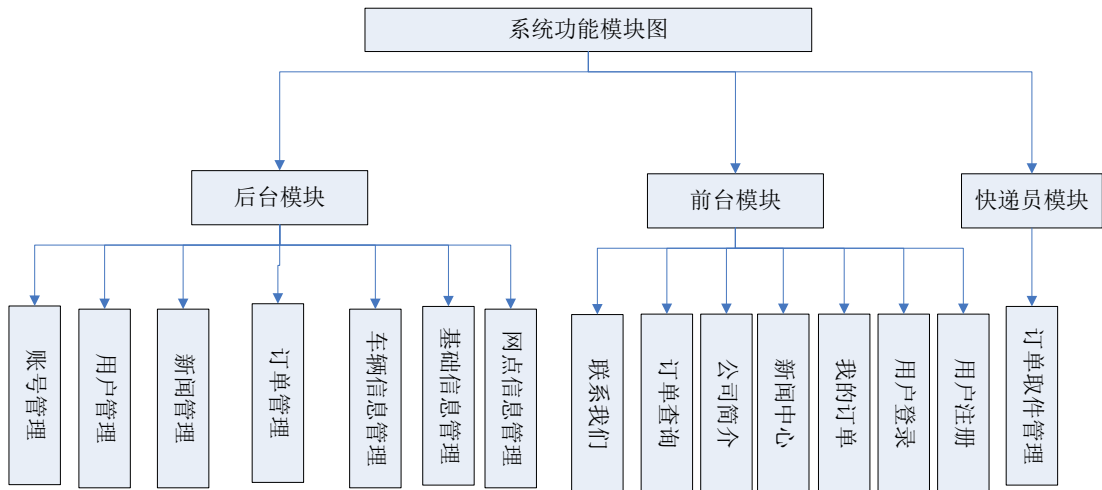 系统功能模块图
后台模块
前台模块
快递员模块
账号管理
用户管理
新闻管理
订单管理
车辆信息管理
基础信息管理
网点信息管理
联系我们
订单查询
公司简介
新闻中心
我的订单
用户登录
用户注册
订单取件管理